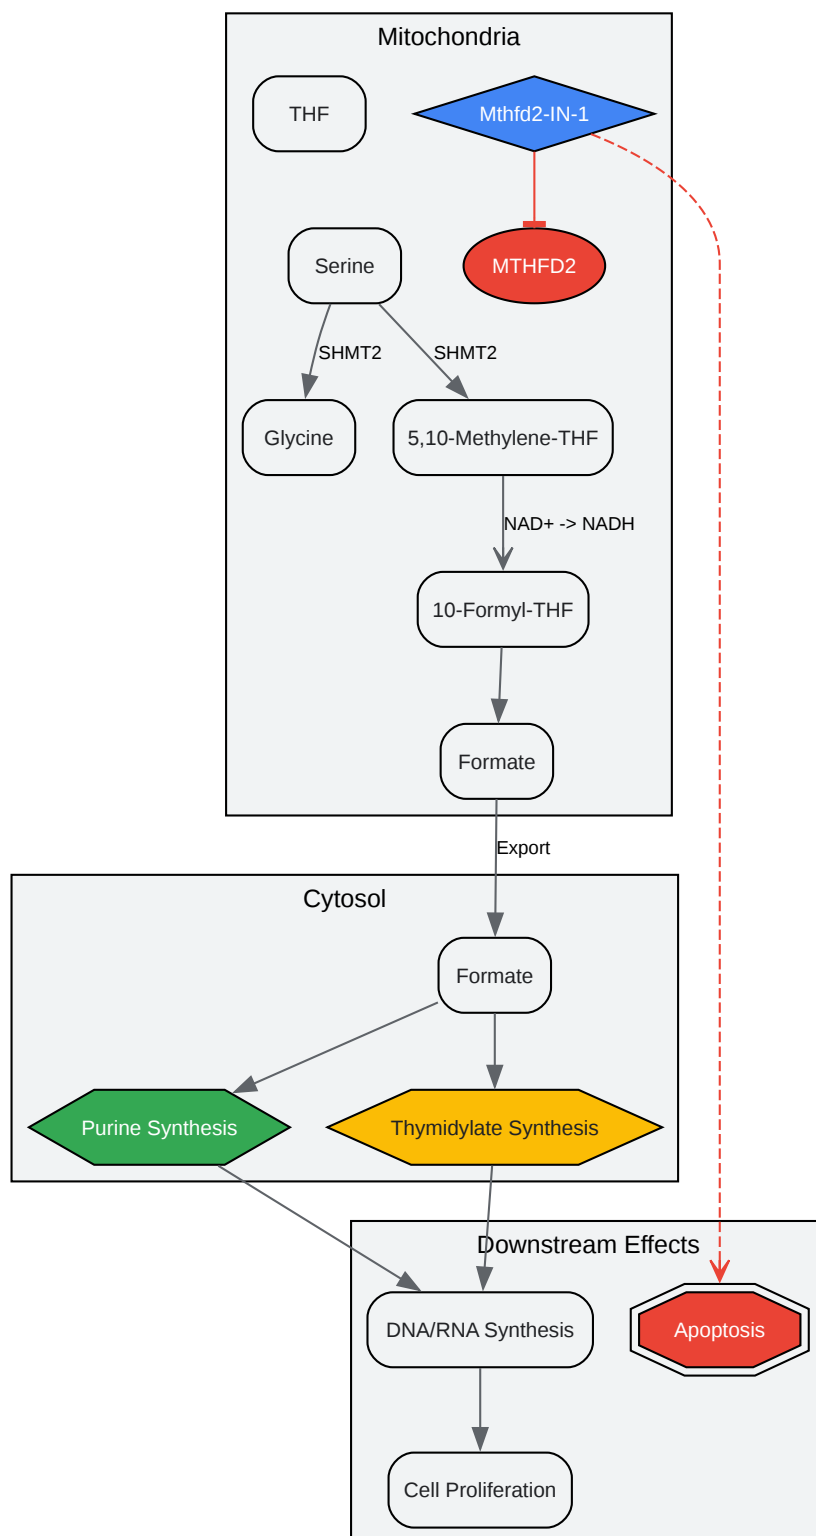 Mitochondria
THF
Mthfd2-IN-1
Serine
MTHFD2
SHMT2
SHMT2
Glycine
5,10-Methylene-THF
NAD+ -> NADH
10-Formyl-THF
Formate
Export
Cytosol
Formate
Purine Synthesis
Thymidylate Synthesis
Downstream Effects
DNA/RNA Synthesis
Apoptosis
Cell Proliferation